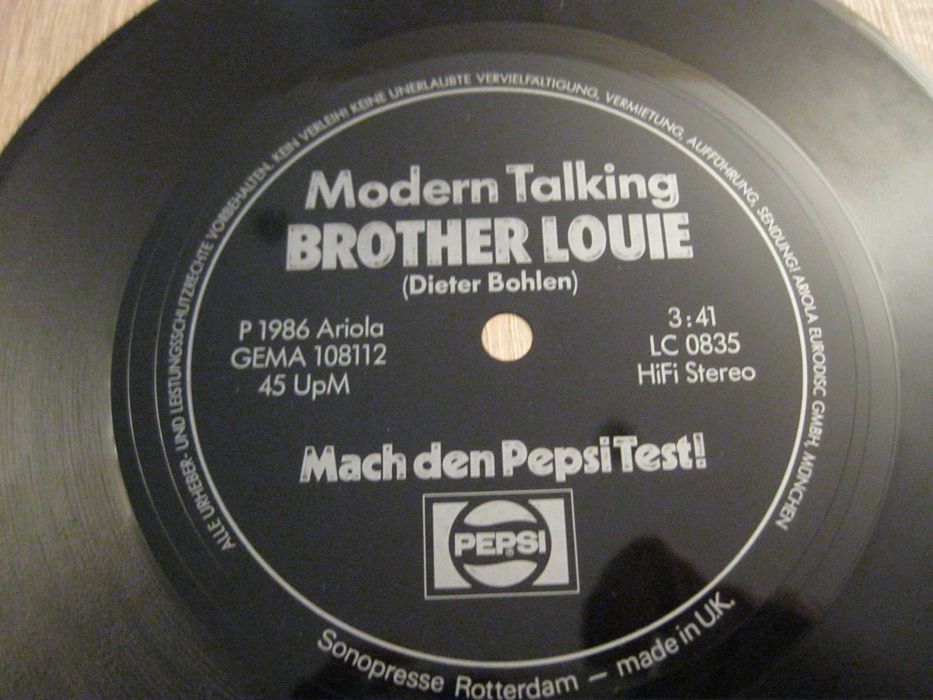 ALLE URHEBER- UND LEISTUNGSSCHUTZRECHTE VORBEHALTEN. KEIN VERLEIH! KEINE UNERLAUBTE VERVIELFÄLTIGUNG, VERMIETUNG, AUFFÜHRUNG, SENDUNG! ARIOLA EURODISC GMBH, MÜNCHEN
Modern Talking
BROTHER LOUIE
(Dieter Bohlen)
P 1986 Ariola
GEMA 108112
45 UpM
3:41
LC 0835
HiFi Stereo
Mach den Pepsi Test!
PEPSI®
Sonopresse Rotterdam – made in U.K.